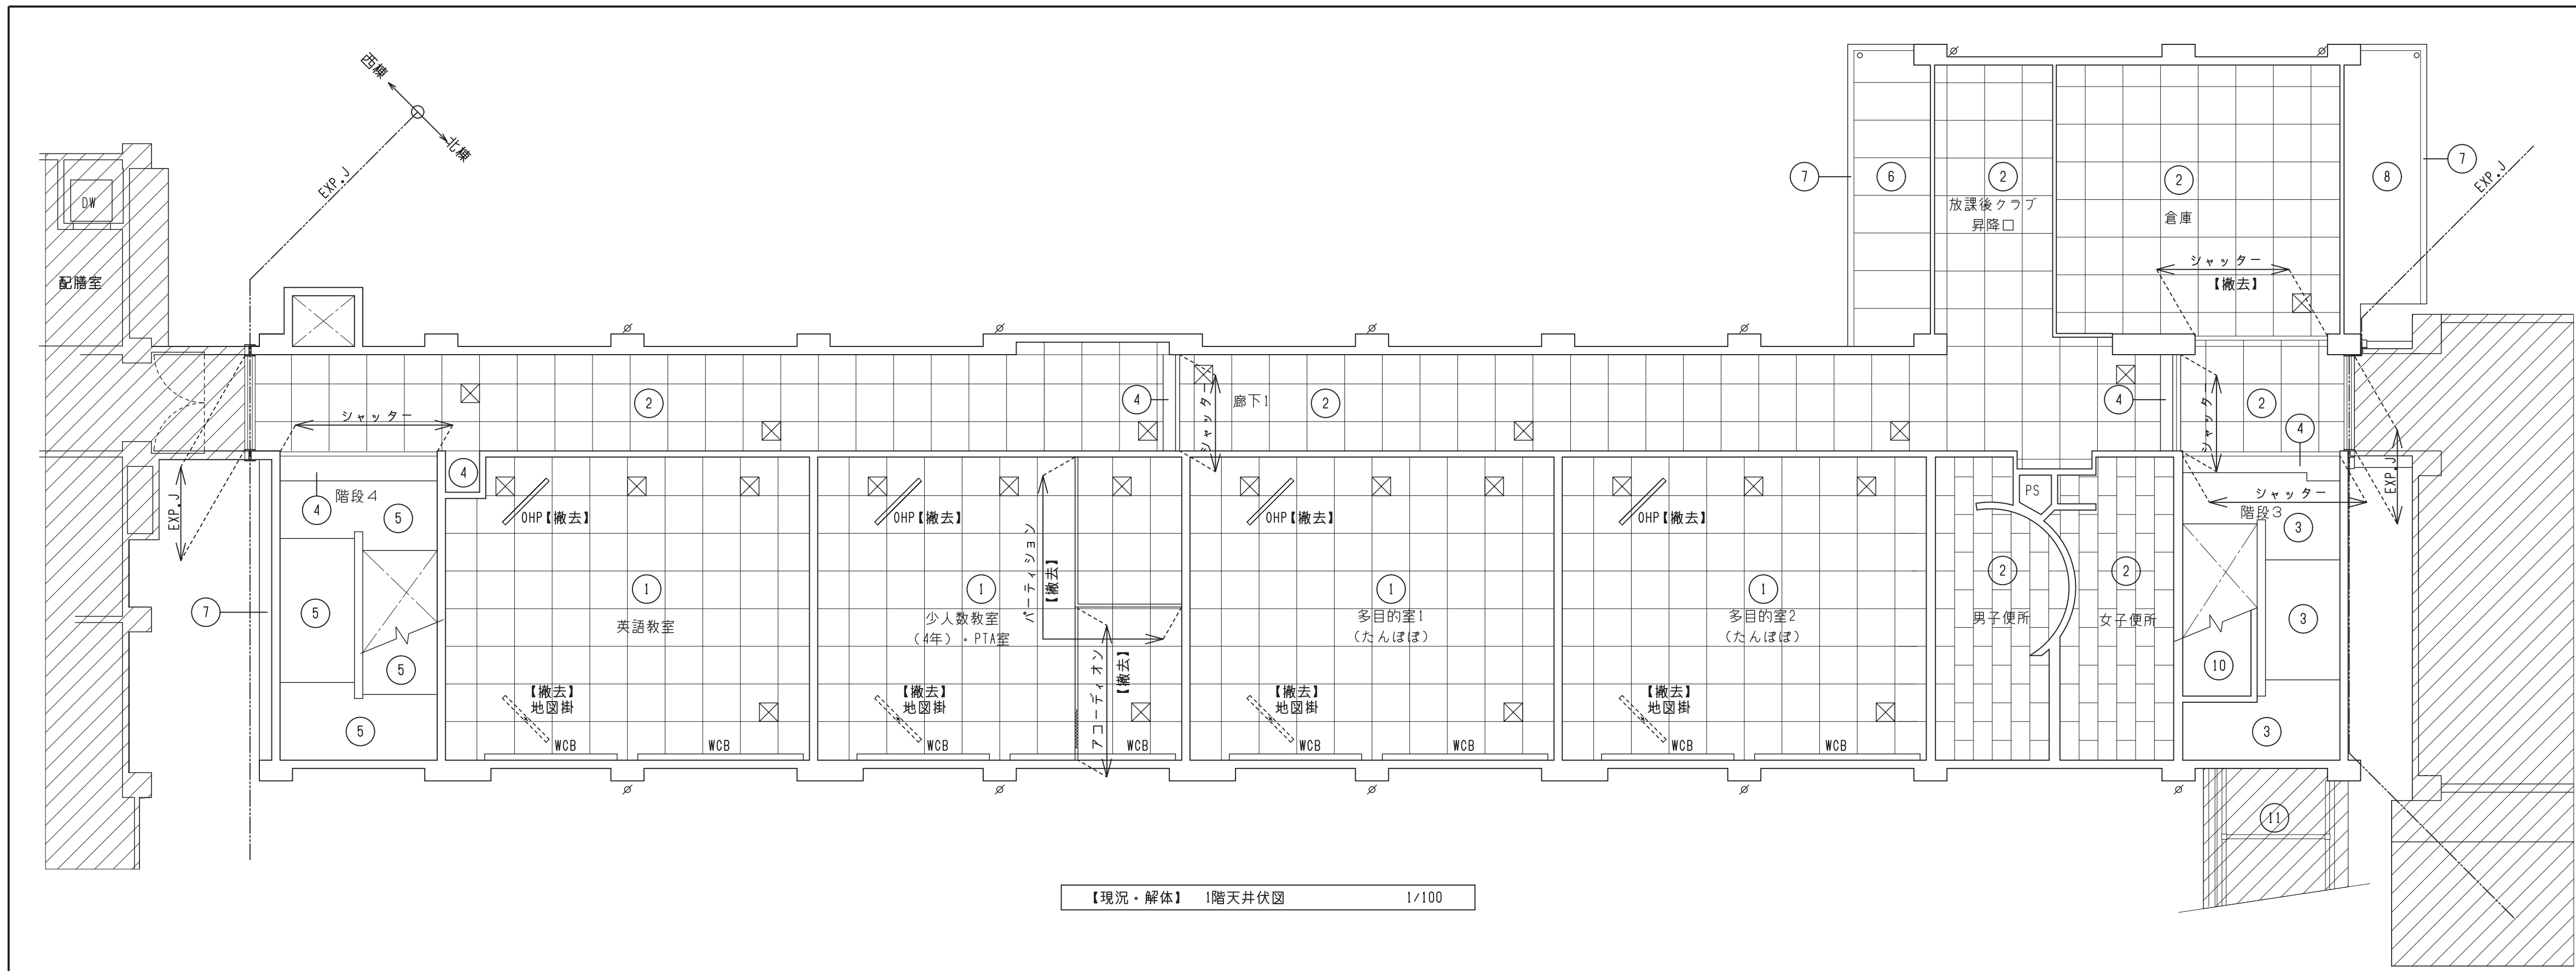 西棟
北棟
EXP.J
DW
配膳室
7
6
2
放課後クラブ
昇降口
2
倉庫
シャッター
【撤去】
8
7
EXP.J
シャッター
2
4
シャッター
廊下1
2
4
シャッター
2
4
EXP.J
4
階段4
5
5
5
5
7
4
OHP【撤去】
1
英語教室
【撤去】
地図掛
WCB
WCB
OHP【撤去】
1
少人数教室
(4年)・PTA室
パーティション
【撤去】
アコーディオン
【撤去】
【撤去】
地図掛
WCB
WCB
OHP【撤去】
1
多目的室1
(たんぽぽ)
【撤去】
地図掛
WCB
WCB
OHP【撤去】
1
多目的室2
(たんぽぽ)
【撤去】
地図掛
WCB
WCB
PS
2
男子便所
2
女子便所
シャッター
階段3
3
3
10
3
EXP.J
11
【現況・解体】 1階天井伏図 1/100